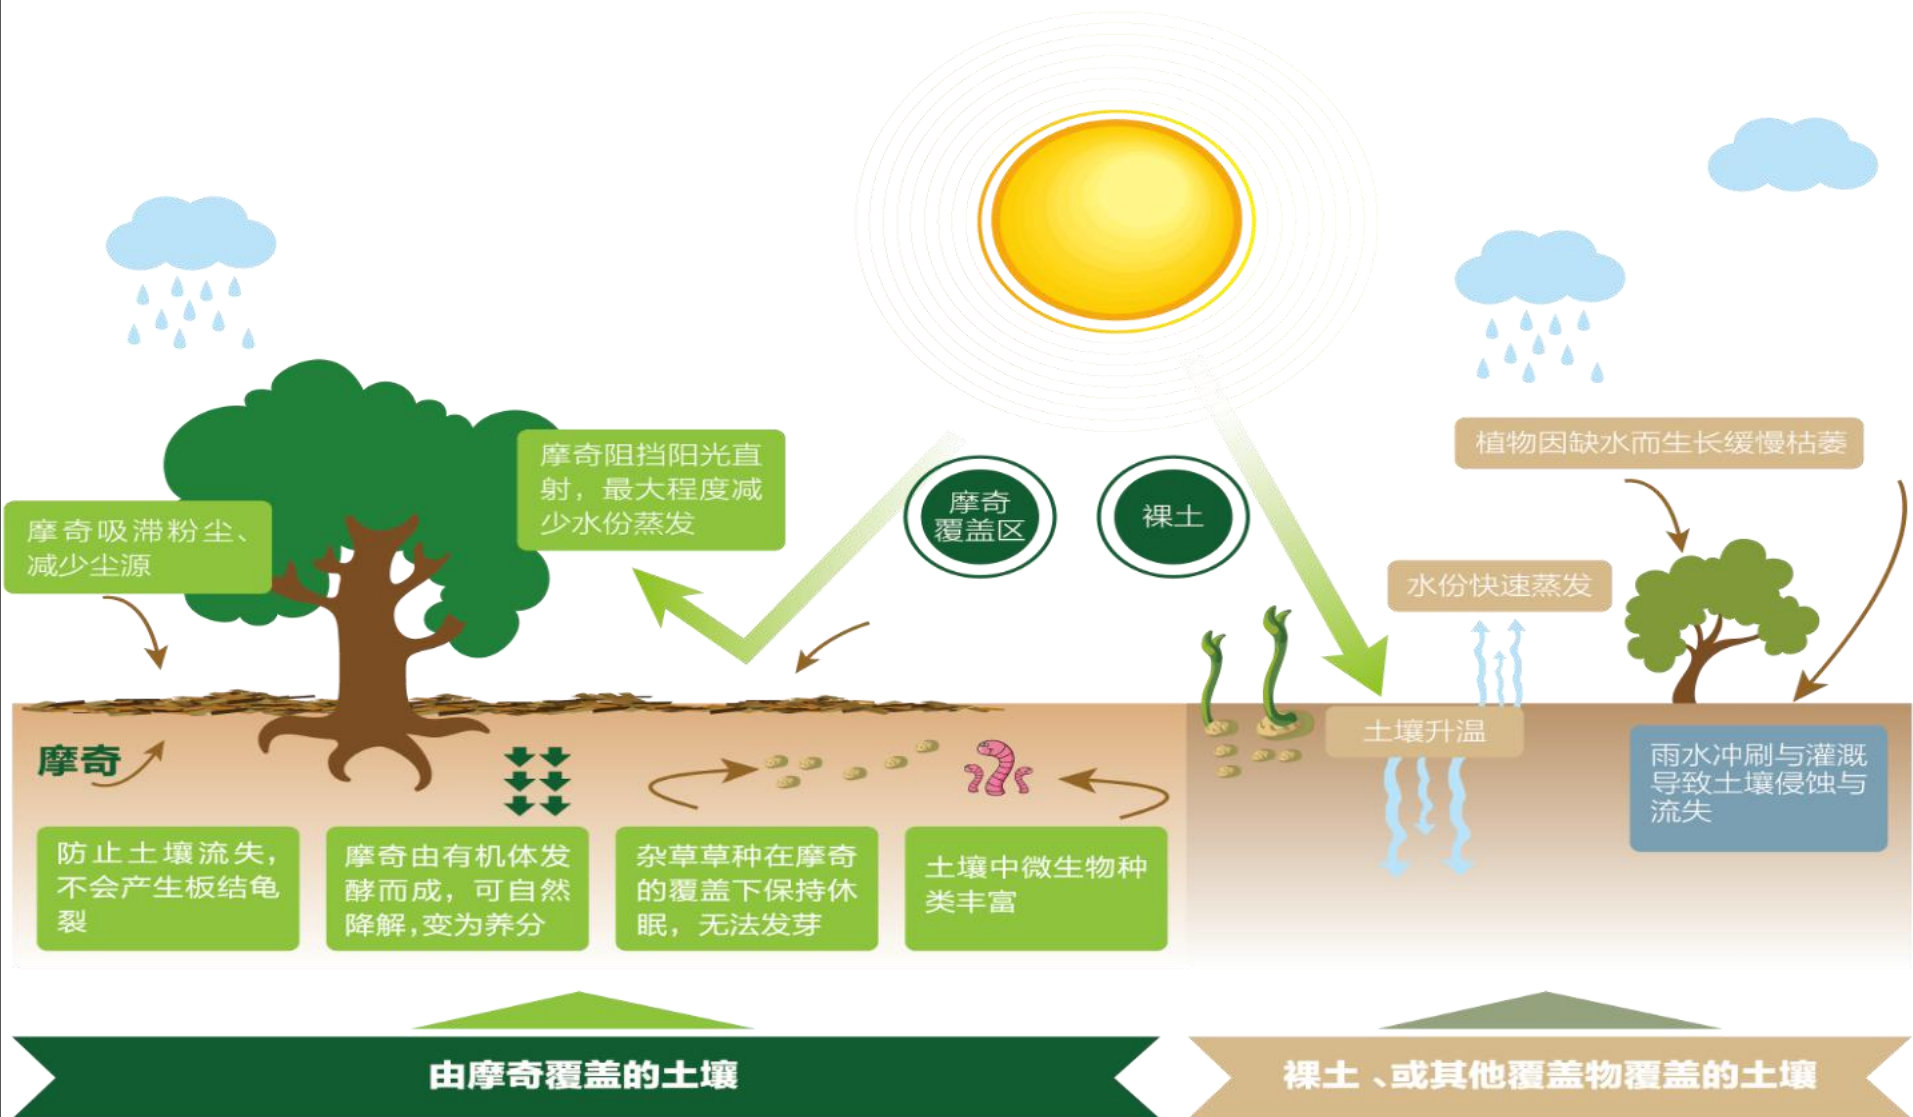 摩奇吸滞粉尘、
减少尘源
摩奇阻挡阳光直
射，最大程度减
少水份蒸发
摩奇
覆盖区
裸土
植物因缺水而生长缓慢枯萎
水份快速蒸发
土壤升温
雨水冲刷与灌溉
导致土壤侵蚀与
流失
摩奇
防止土壤流失，
不会产生板结龟
裂
摩奇由有机体发
酵而成，可自然
降解，变为养分
杂草草种在摩奇
的覆盖下保持休
眠，无法发芽
土壤中微生物种
类丰富
由摩奇覆盖的土壤
裸土、或其他覆盖物覆盖的土壤